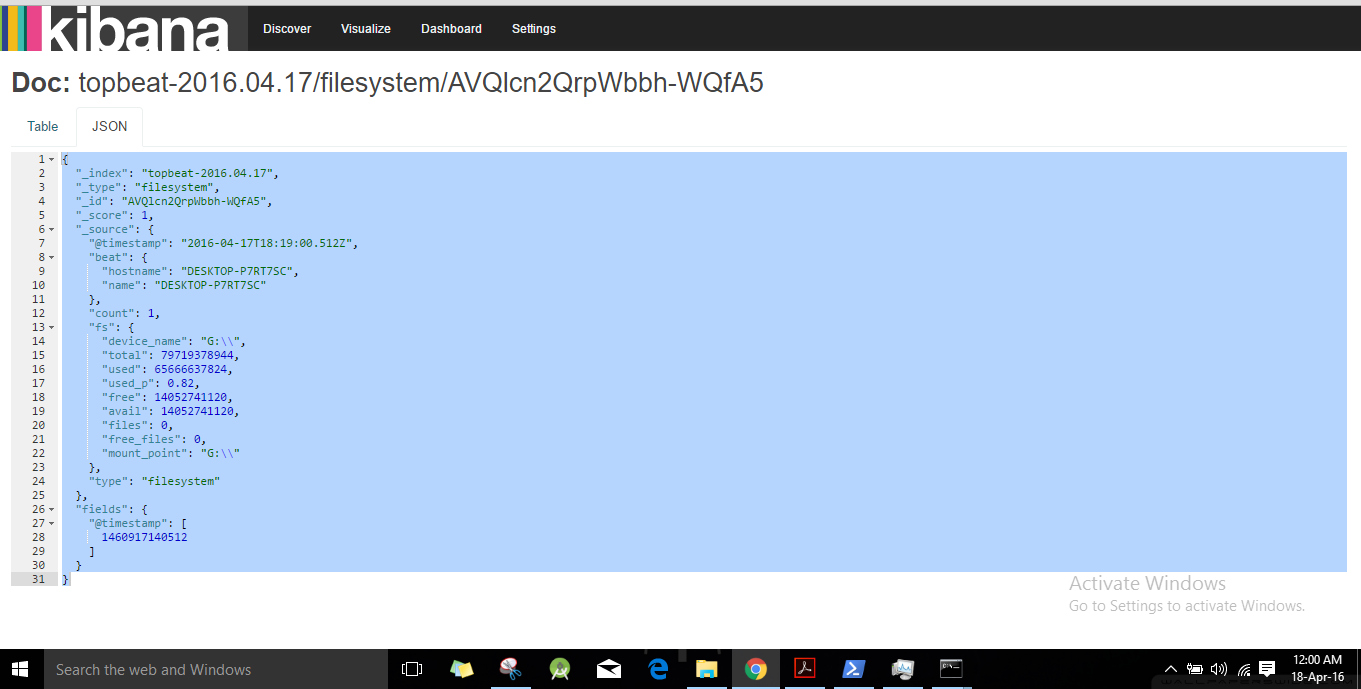 kibana Discover Visualize Dashboard Settings
Doc: topbeat-2016.04.17/filesystem/AVQlcn2QrpWbbh-WQfA5
Table JSON
1 {
2 "_index": "topbeat-2016.04.17",
3 "_type": "filesystem",
4 "_id": "AVQlcn2QrpWbbh-WQfA5",
5 "_score": 1,
6 "_source": {
7 "@timestamp": "2016-04-17T18:19:00.512Z",
8 "beat": {
9 "hostname": "DESKTOP-P7RT7SC",
10 "name": "DESKTOP-P7RT7SC"
11 },
12 "count": 1,
13 "fs": {
14 "device_name": "G:\\",
15 "total": 79719378944,
16 "used": 65666637824,
17 "used_p": 0.82,
18 "free": 14052741120,
19 "avail": 14052741120,
20 "files": 0,
21 "free_files": 0,
22 "mount_point": "G:\\"
23 },
24 "type": "filesystem"
25 },
26 "fields": {
27 "@timestamp": [
28 1460917140512
29 ]
30 }
31 }
Activate Windows
Go to Settings to activate Windows.
Search the web and Windows
12:00 AM
18-Apr-16